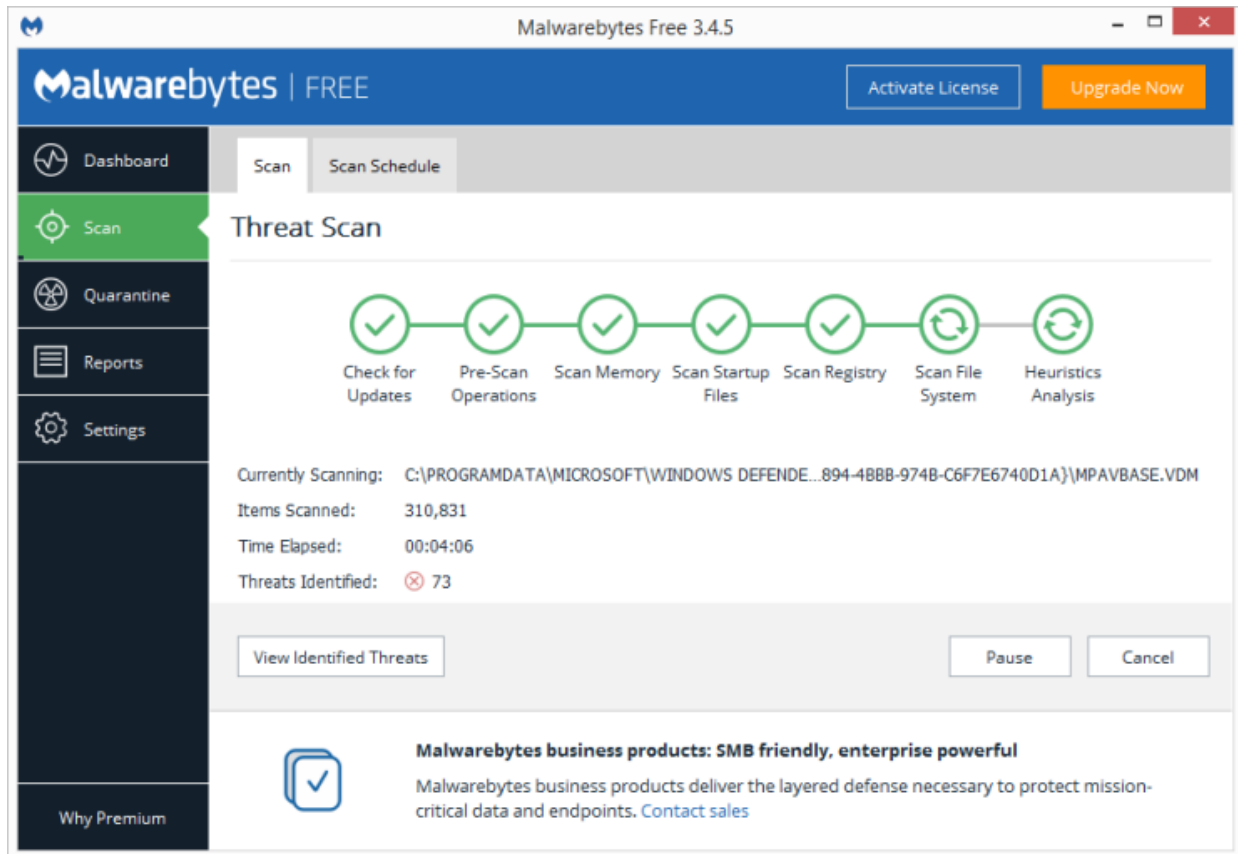 Malwarebytes Free 3.4.5
Malwarebytes | FREE
Activate License
Upgrade Now
Dashboard
Scan
Quarantine
Reports
Settings
Why Premium
Scan
Scan Schedule
Threat Scan
Check for
Updates
Pre-Scan
Operations
Scan Memory
Scan Startup
Files
Scan Registry
Scan File
System
Heuristics
Analysis
Currently Scanning: C:\PROGRAMDATA\MICROSOFT\WINDOWS DEFENDE...894-4BBB-974B-C6F7E6740D1A}\MPAVBASE.VDM
Items Scanned: 310,831
Time Elapsed: 00:04:06
Threats Identified: 73
View Identified Threats
Pause
Cancel
Malwarebytes business products: SMB friendly, enterprise powerful
Malwarebytes business products deliver the layered defense necessary to protect mission-
critical data and endpoints. Contact sales